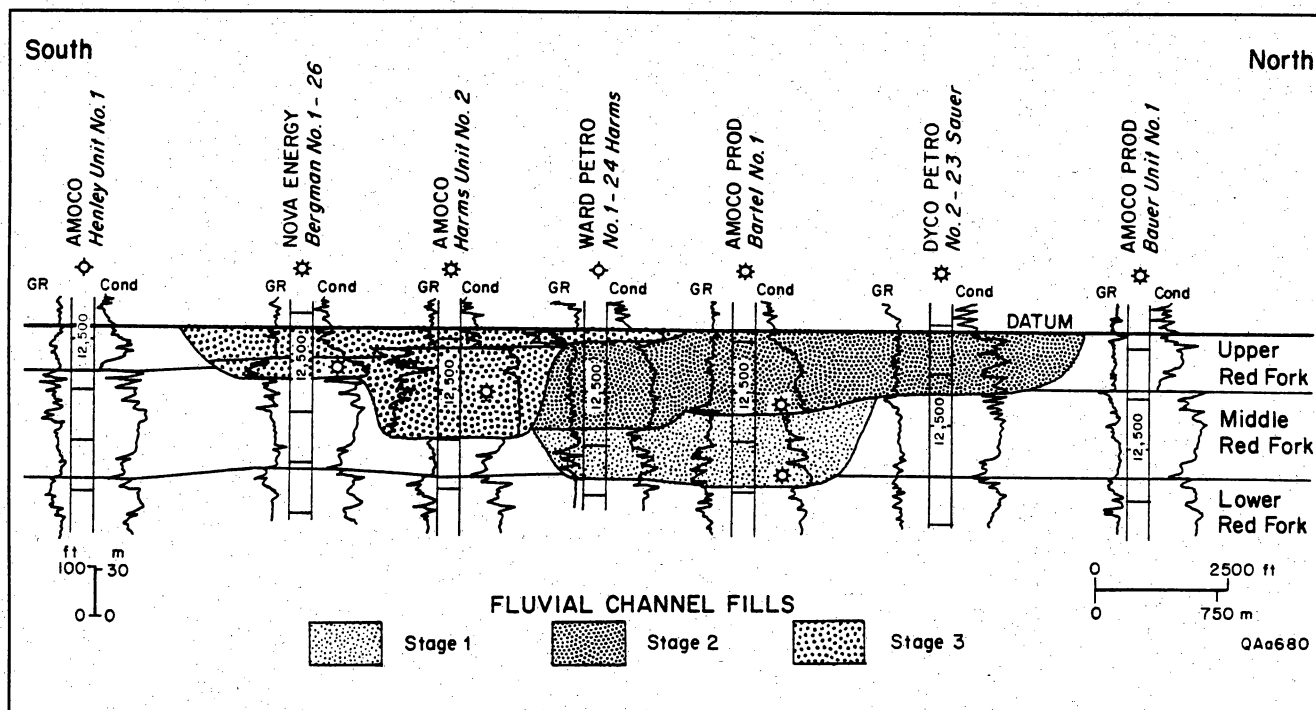 South
North
AMOCO
Henley Unit No. 1
NOVA ENERGY
Bergman No. 1-26
AMOCO
Harms Unit No. 2
WARD PETRO
No. 1-24 Harms
AMOCO PROD
Bartel No. 1
DYCO PETRO
No. 2-23 Sauer
AMOCO PROD
Bauer Unit No. 1
GR
Cond
GR
Cond
GR
Cond
GR
Cond
GR
Cond
GR
Cond
GR
Cond
DATUM
12,500
12,500
12,500
12,500
12,500
12,500
12,500
Upper
Red Fork
Middle
Red Fork
Lower
Red Fork
ft m
100 30
0 0
0 2500 ft
0 750 m
FLUVIAL CHANNEL FILLS
Stage 1
Stage 2
Stage 3
QAa680